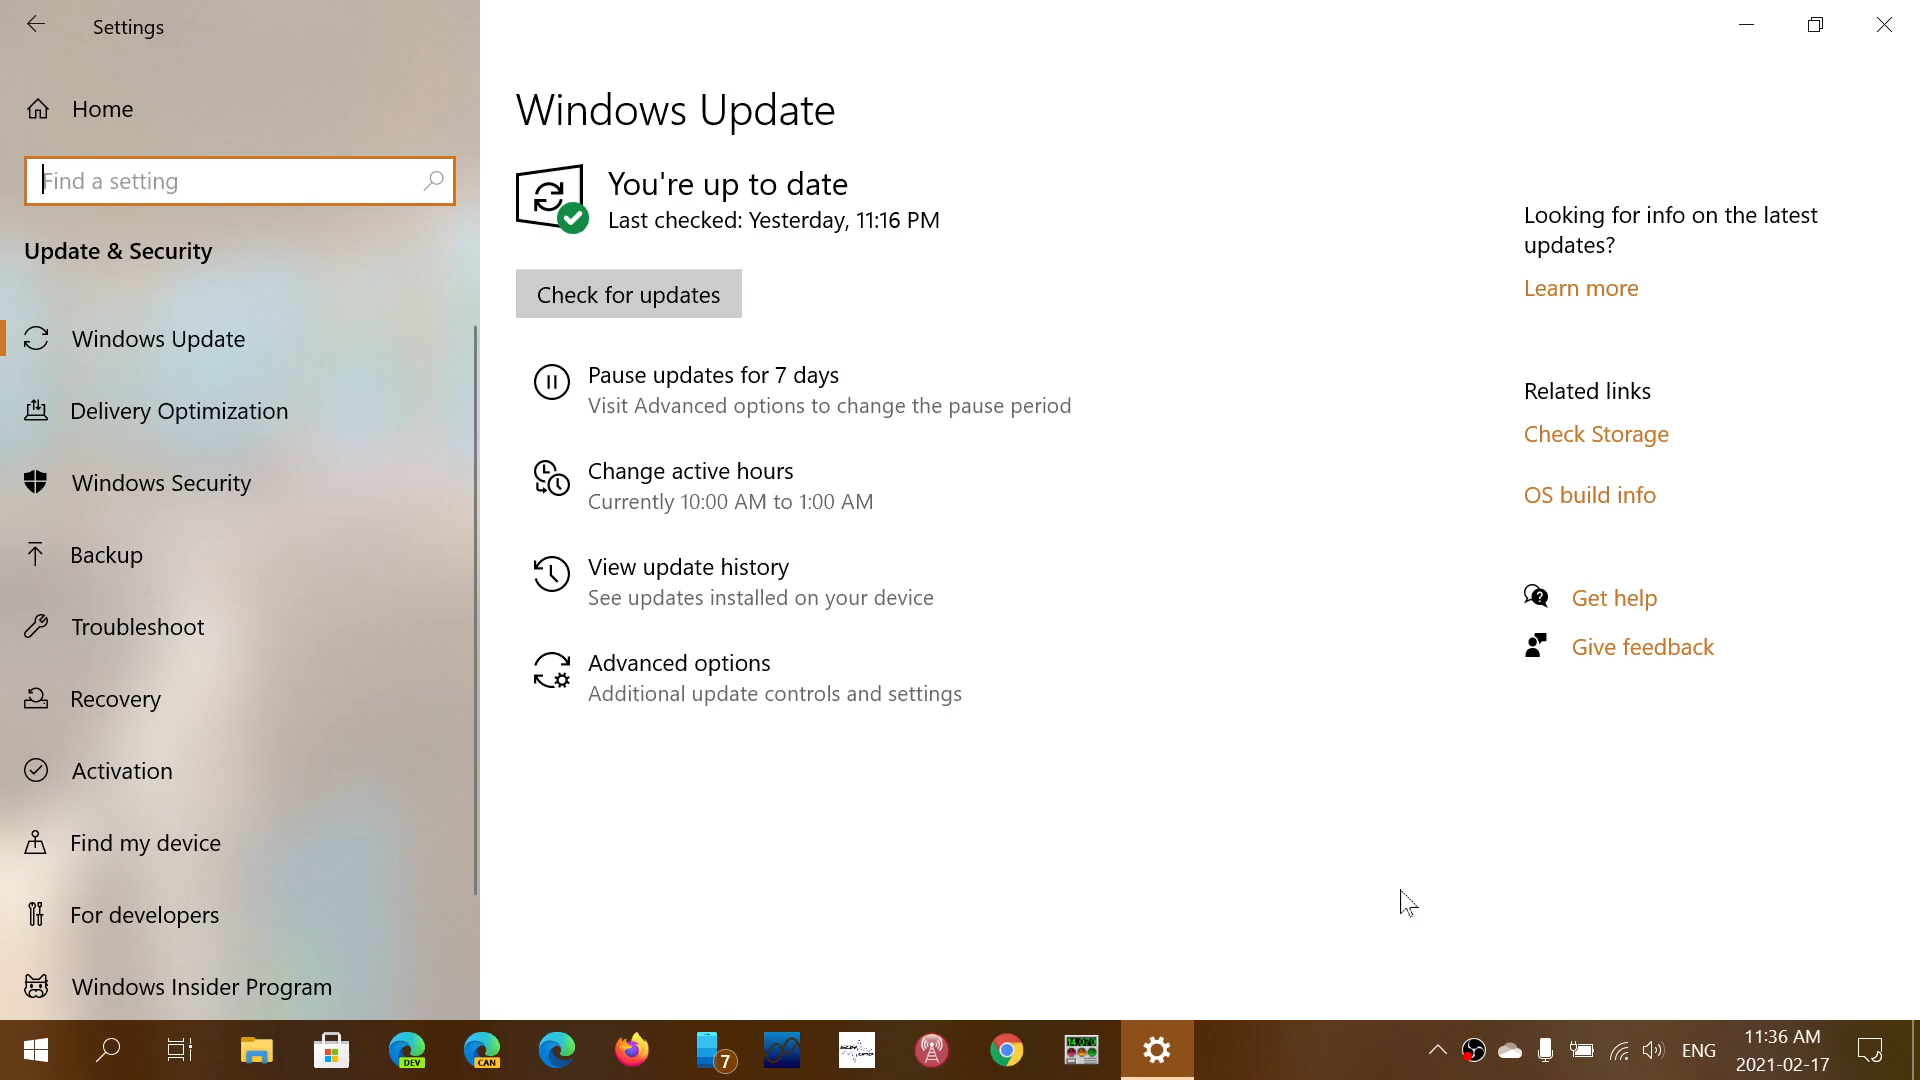 Settings
Home
Find a setting
Update & Security
Windows Update
Delivery Optimization
Windows Security
Backup
Troubleshoot
Recovery
Activation
Find my device
For developers
Windows Insider Program
Windows Update
You're up to date
Last checked: Yesterday, 11:16 PM
Check for updates
Pause updates for 7 days
Visit Advanced options to change the pause period
Change active hours
Currently 10:00 AM to 1:00 AM
View update history
See updates installed on your device
Advanced options
Additional update controls and settings
Looking for info on the latest
updates?
Learn more
Related links
Check Storage
OS build info
Get help
Give feedback
DEV
CAN
7
14.070
ENG
11:36 AM
2021-02-17